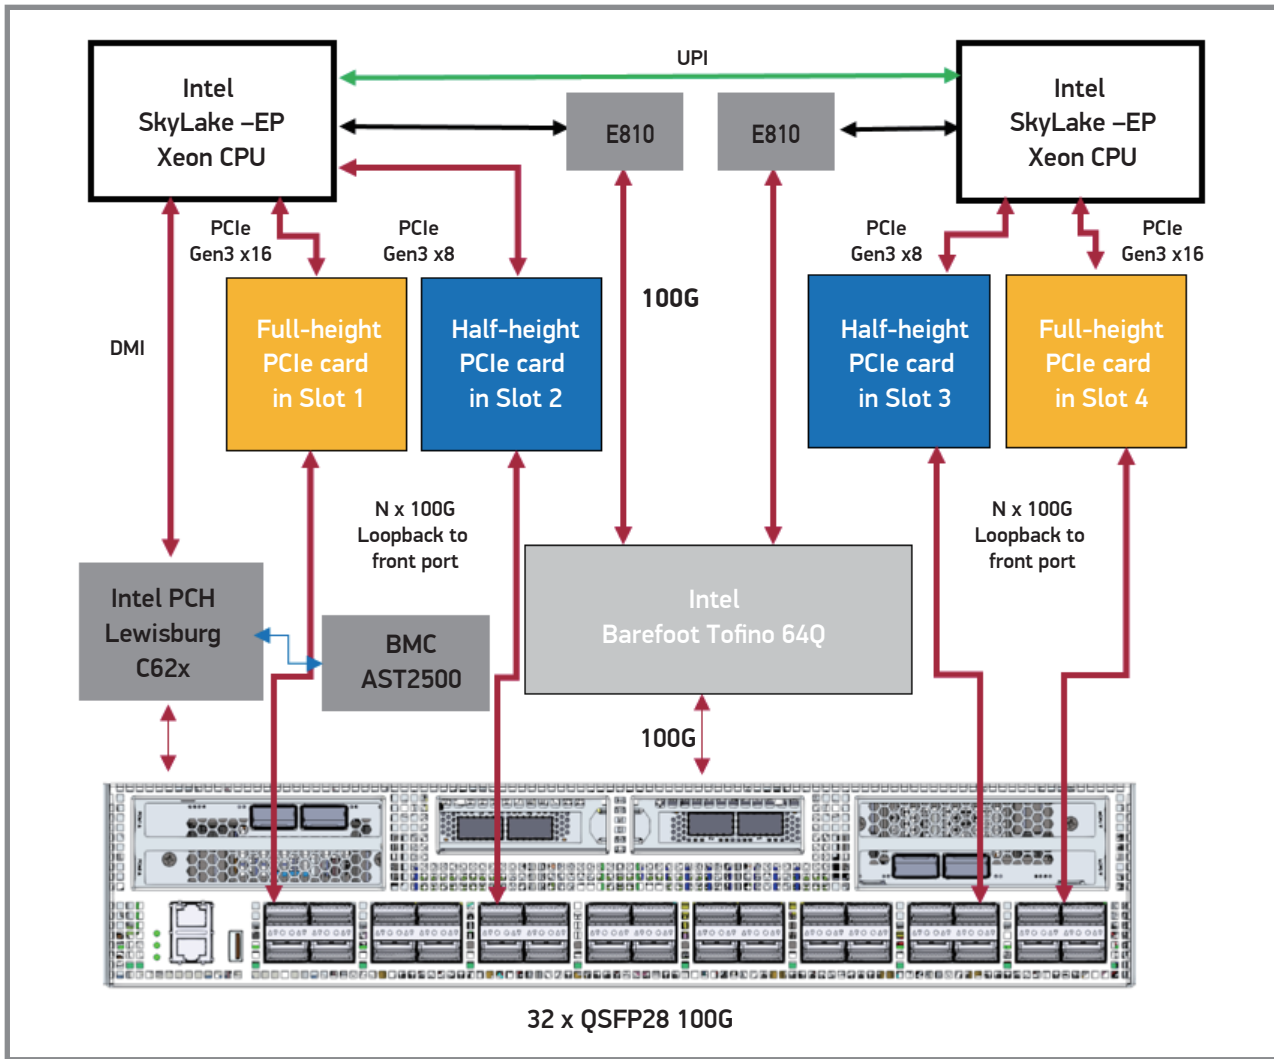 UPI
Intel
SkyLake –EP
Xeon CPU
E810
E810
Intel
SkyLake –EP
Xeon CPU
PCIe
Gen3 x16
PCIe
Gen3 x8
PCIe
Gen3 x8
PCIe
Gen3 x16
100G
DMI
Full-height
PCIe card
in Slot 1
Half-height
PCIe card
in Slot 2
Half-height
PCIe card
in Slot 3
Full-height
PCIe card
in Slot 4
N x 100G
Loopback to
front port
N x 100G
Loopback to
front port
Intel PCH
Lewisburg
C62x
BMC
AST2500
Intel
Barefoot Tofino 64Q
100G
32 x QSFP28 100G